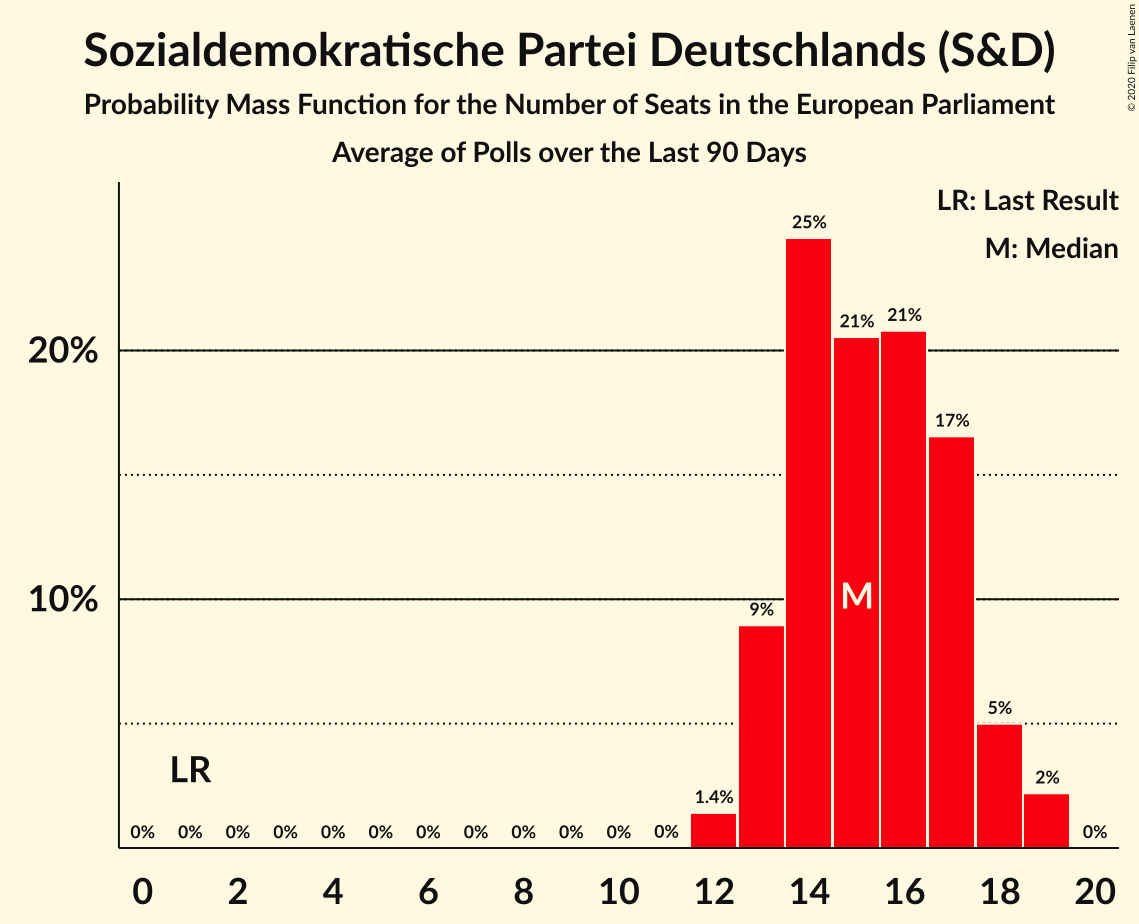 Sozialdemokratische Partei Deutschlands (S&D)
Probability Mass Function for the Number of Seats in the European Parliament
Average of Polls over the Last 90 Days
© 2020 Filip van Laenen
LR: Last Result
M: Median
25%
21%
21%
20%
17%
10%
9%
M
5%
LR
2%
1.4%
0% 0% 0% 0% 0% 0% 0% 0% 0% 0% 0% 0% 0%
0 2 4 6 8 10 12 14 16 18 20